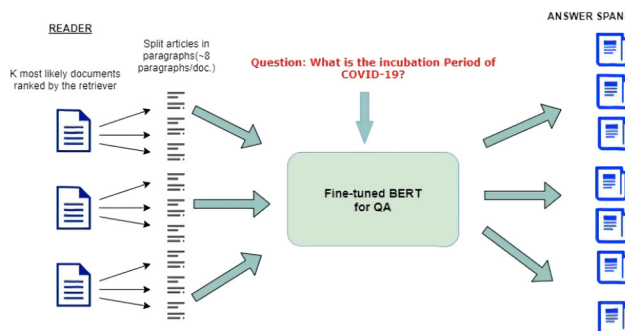 ANSWER SPAN
READER
Split articles in
paragraphs(~8
paragraphs/doc.)
K most likely documents
ranked by the retriever
Question: What is the incubation Period of
COVID-19?
Fine-tuned BERT
for QA